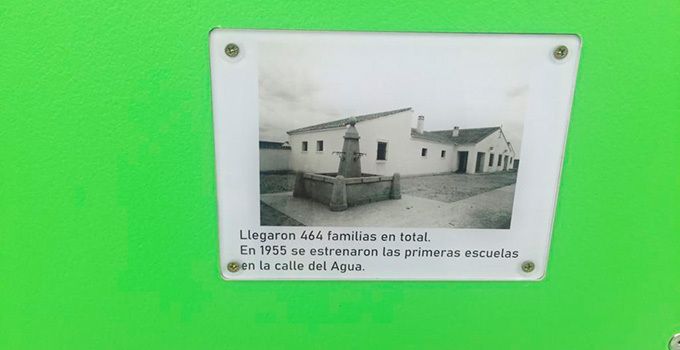 Llegaron 464 familias en total.
En 1955 se estrenaron las primeras escuelas
en la calle del Agua.